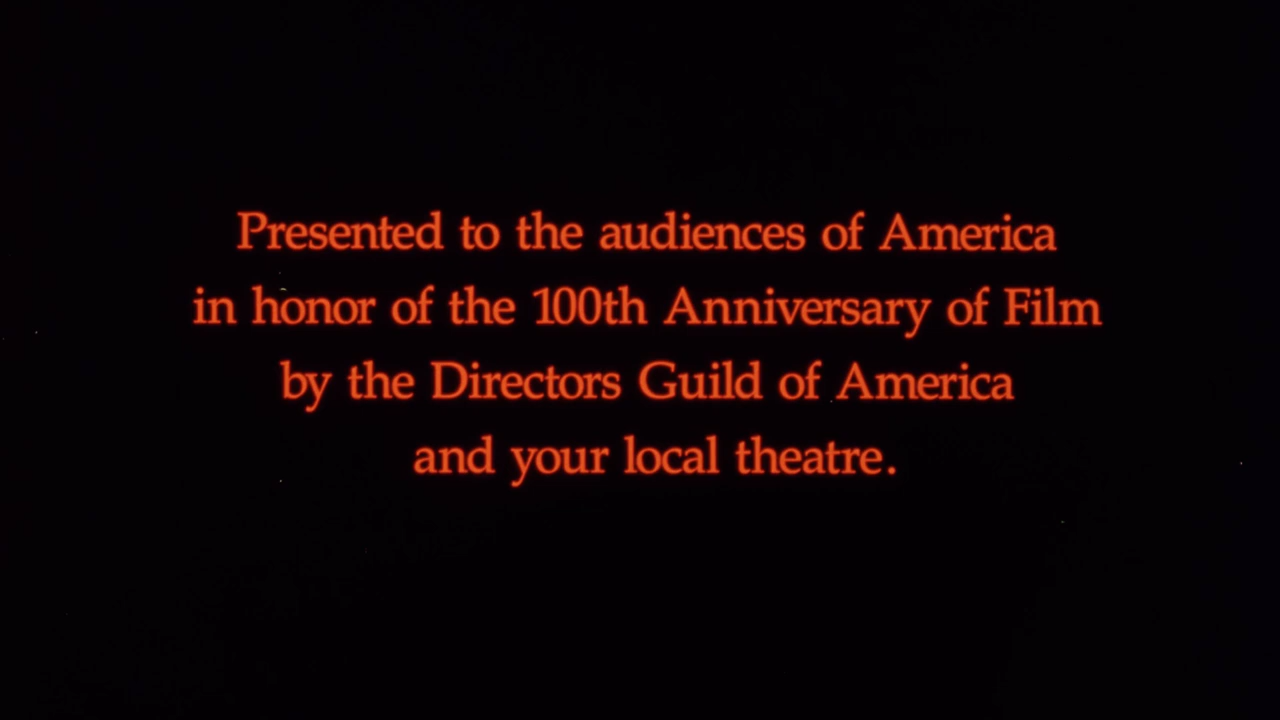 Presented to the audiences of America
in honor of the 100th Anniversary of Film
by the Directors Guild of America
and your local theatre.